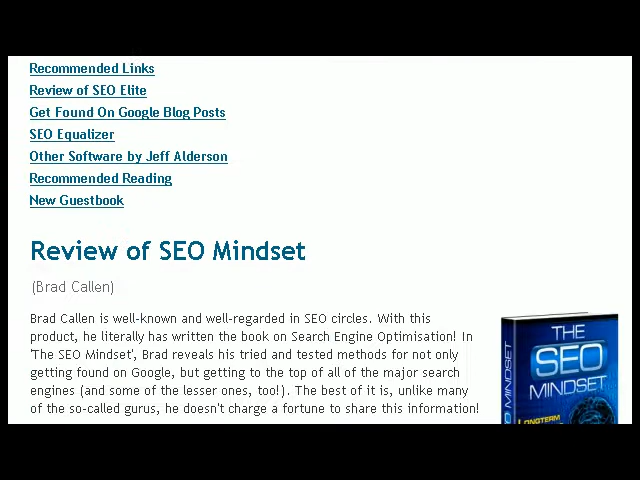 Recommended Links
Review of SEO Elite
Get Found On Google Blog Posts
SEO Equalizer
Other Software by Jeff Alderson
Recommended Reading
New Guestbook
Review of SEO Mindset
(Brad Callen)
Brad Callen is well-known and well-regarded in SEO circles. With this
product, he literally has written the book on Search Engine Optimisation! In
'The SEO Mindset', Brad reveals his tried and tested methods for not only
getting found on Google, but getting to the top of all of the major search
engines (and some of the lesser ones, too!). The best of it is, unlike many
of the so-called gurus, he doesn't charge a fortune to share this information!
THE
SEO
MINDSET
LONGTERM
O MINDSET